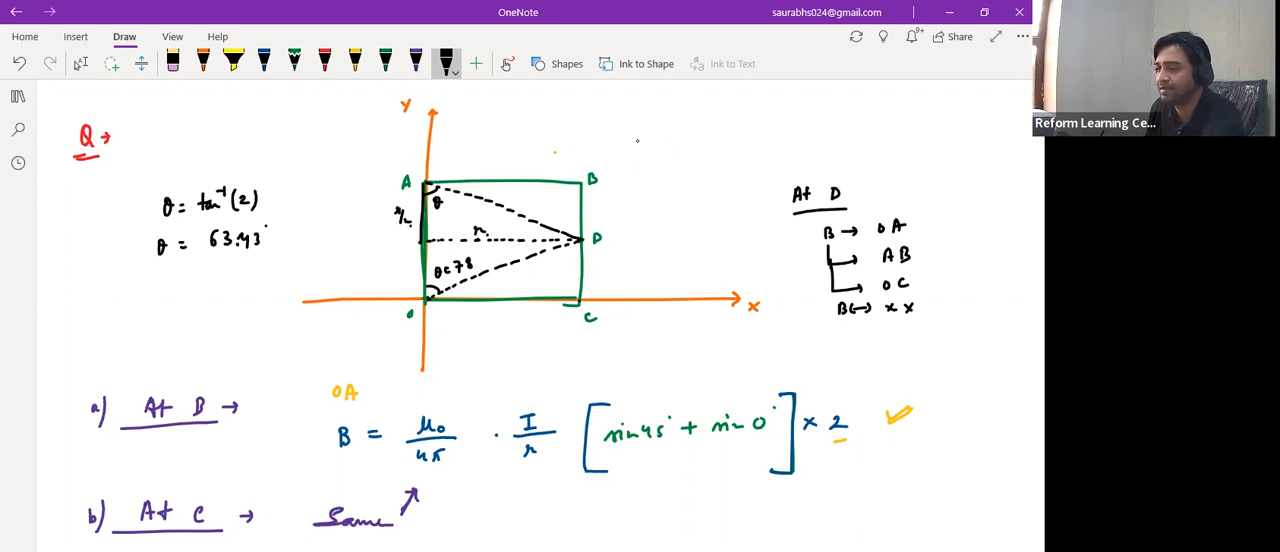 OneNote
saurabhs024@gmail.com
Home Insert Draw View Help
Share
Shapes
Ink to Shape
Ink to Text
Reform Learning Ce...
Q→
Y
A
B
θ
θ = tan⁻¹(2)
r/2
θ = 63.43°
r
D
O
C
X
At D
B → OA
→ AB
→ OC
B(→) x x
OA
a) At B →
B = μ₀/4π · I/r [sin45° + sin0°] × 2
b) At C → Same